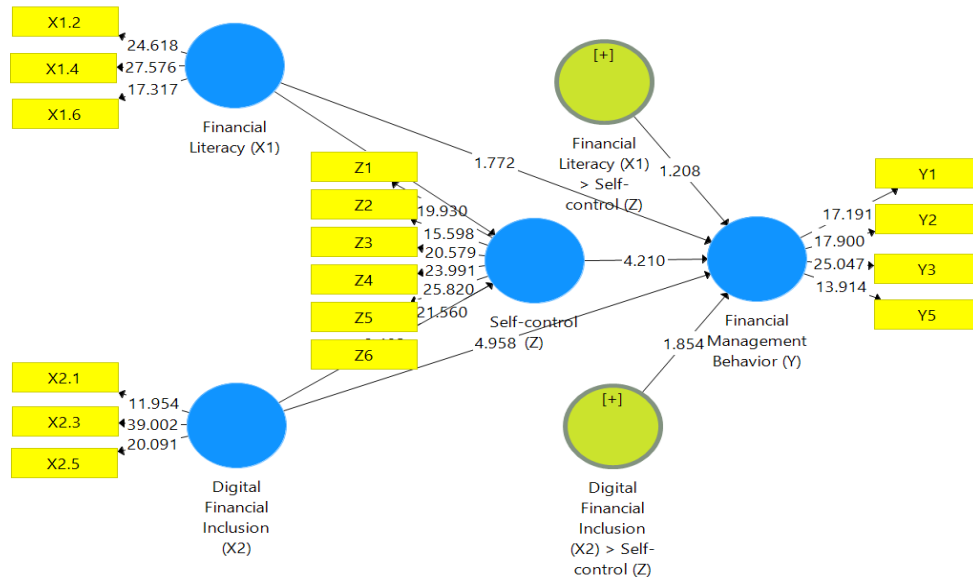 X1.2
X1.4
X1.6
24.618
27.576
17.317
Financial
Literacy (X1)
[+]
Financial
Literacy (X1)
> Self-
control (Z)
1.772
1.208
Z1
Z2
Z3
Z4
Z5
Z6
19.930
15.598
20.579
23.991
25.820
21.560
Self-control
(Z)
4.210
4.958
1.854
Financial
Management
Behavior (Y)
17.191
17.900
25.047
13.914
Y1
Y2
Y3
Y5
X2.1
X2.3
X2.5
11.954
39.002
20.091
Digital
Financial
Inclusion
(X2)
[+]
Digital
Financial
Inclusion
(X2) > Self-
control (Z)